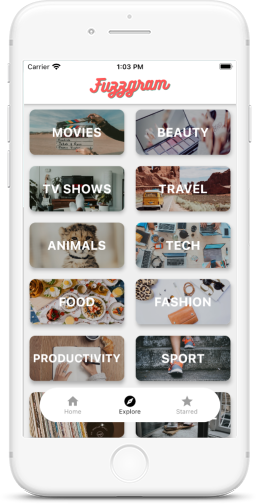 Carrier 1:03 PM
Fuzzgram
MOVIES BEAUTY
TV SHOWS TRAVEL
ANIMALS TECH
FOOD FASHION
PRODUCTIVITY SPORT
Home Explore Starred